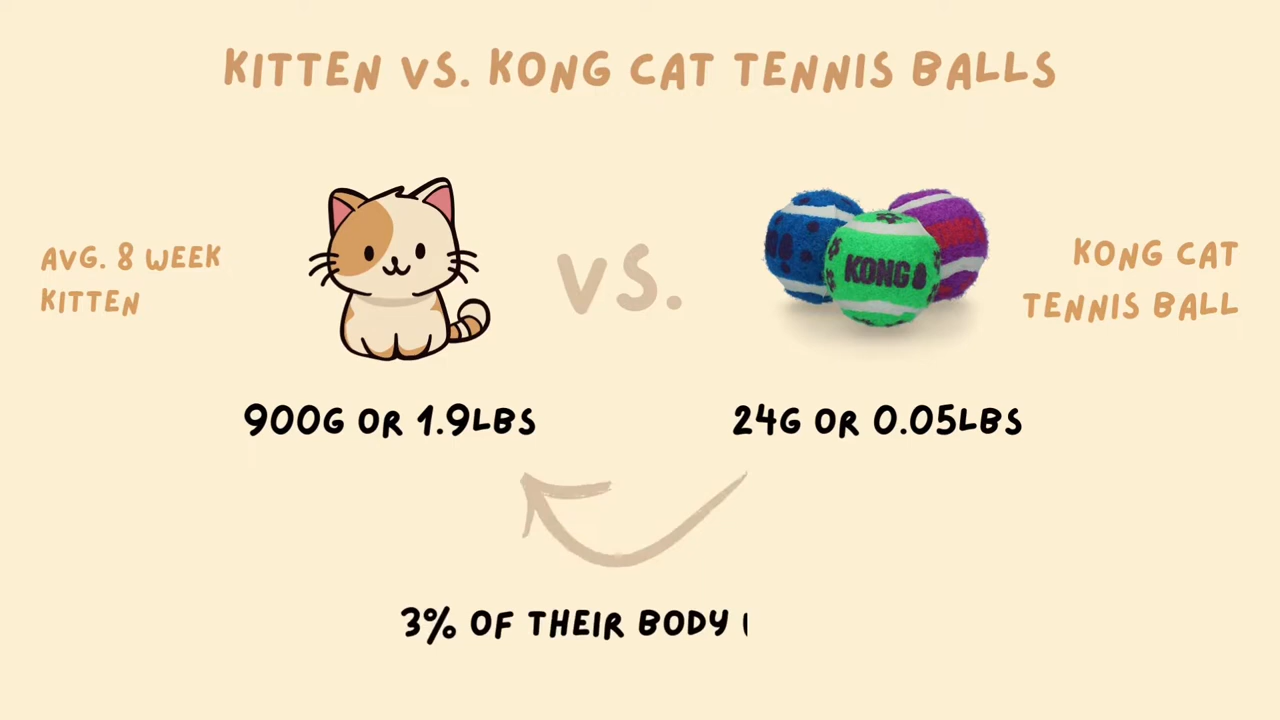 KITTEN VS. KONG CAT TENNIS BALLS
AVG. 8 WEEK
KITTEN
VS.
KONG
KONG CAT
TENNIS BALL
900G OR 1.9LBS
24G OR 0.05LBS
3% OF THEIR BODY